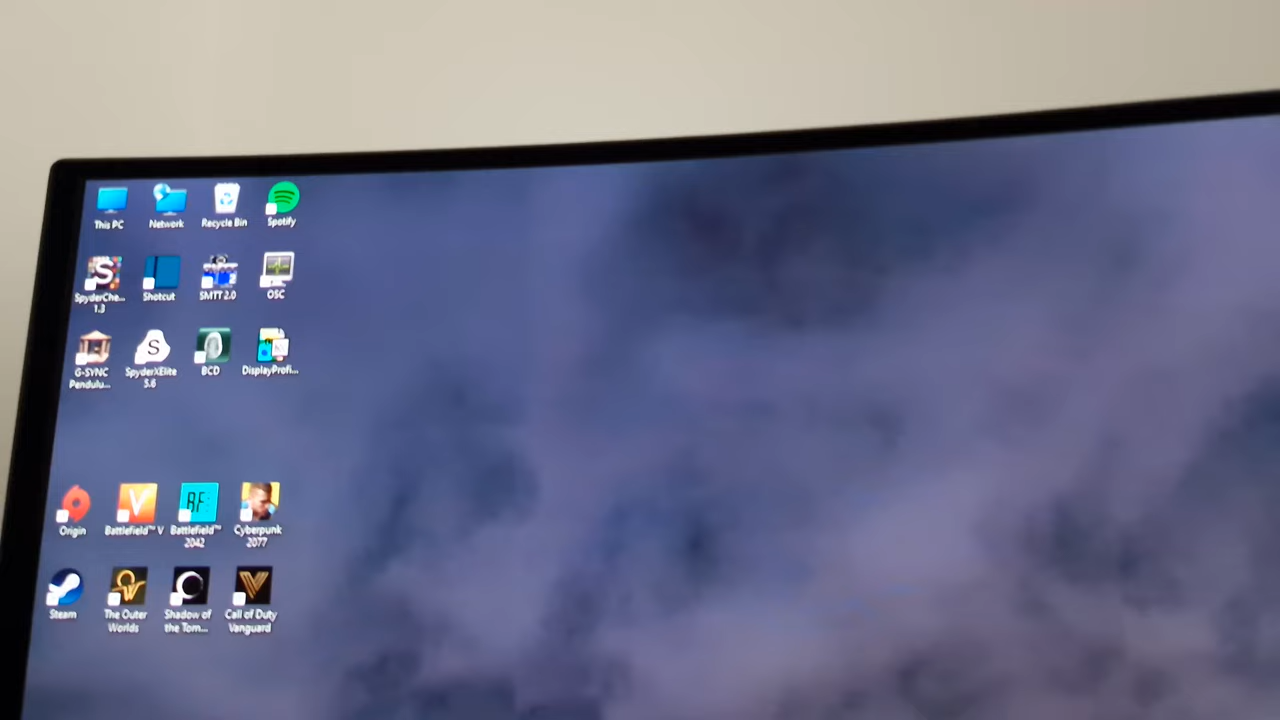 This PC
Network
Recycle Bin
Spotify
SpyderChe...
1.3
Shotcut
SMTT 2.0
OSC
G-SYNC
Pendulu...
SpyderXElite
5.6
BCD
DisplayProfi...
Origin
Battlefield™ V
Battlefield™
2042
Cyberpunk
2077
Steam
The Outer
Worlds
Shadow of
the Tom...
Call of Duty
Vanguard